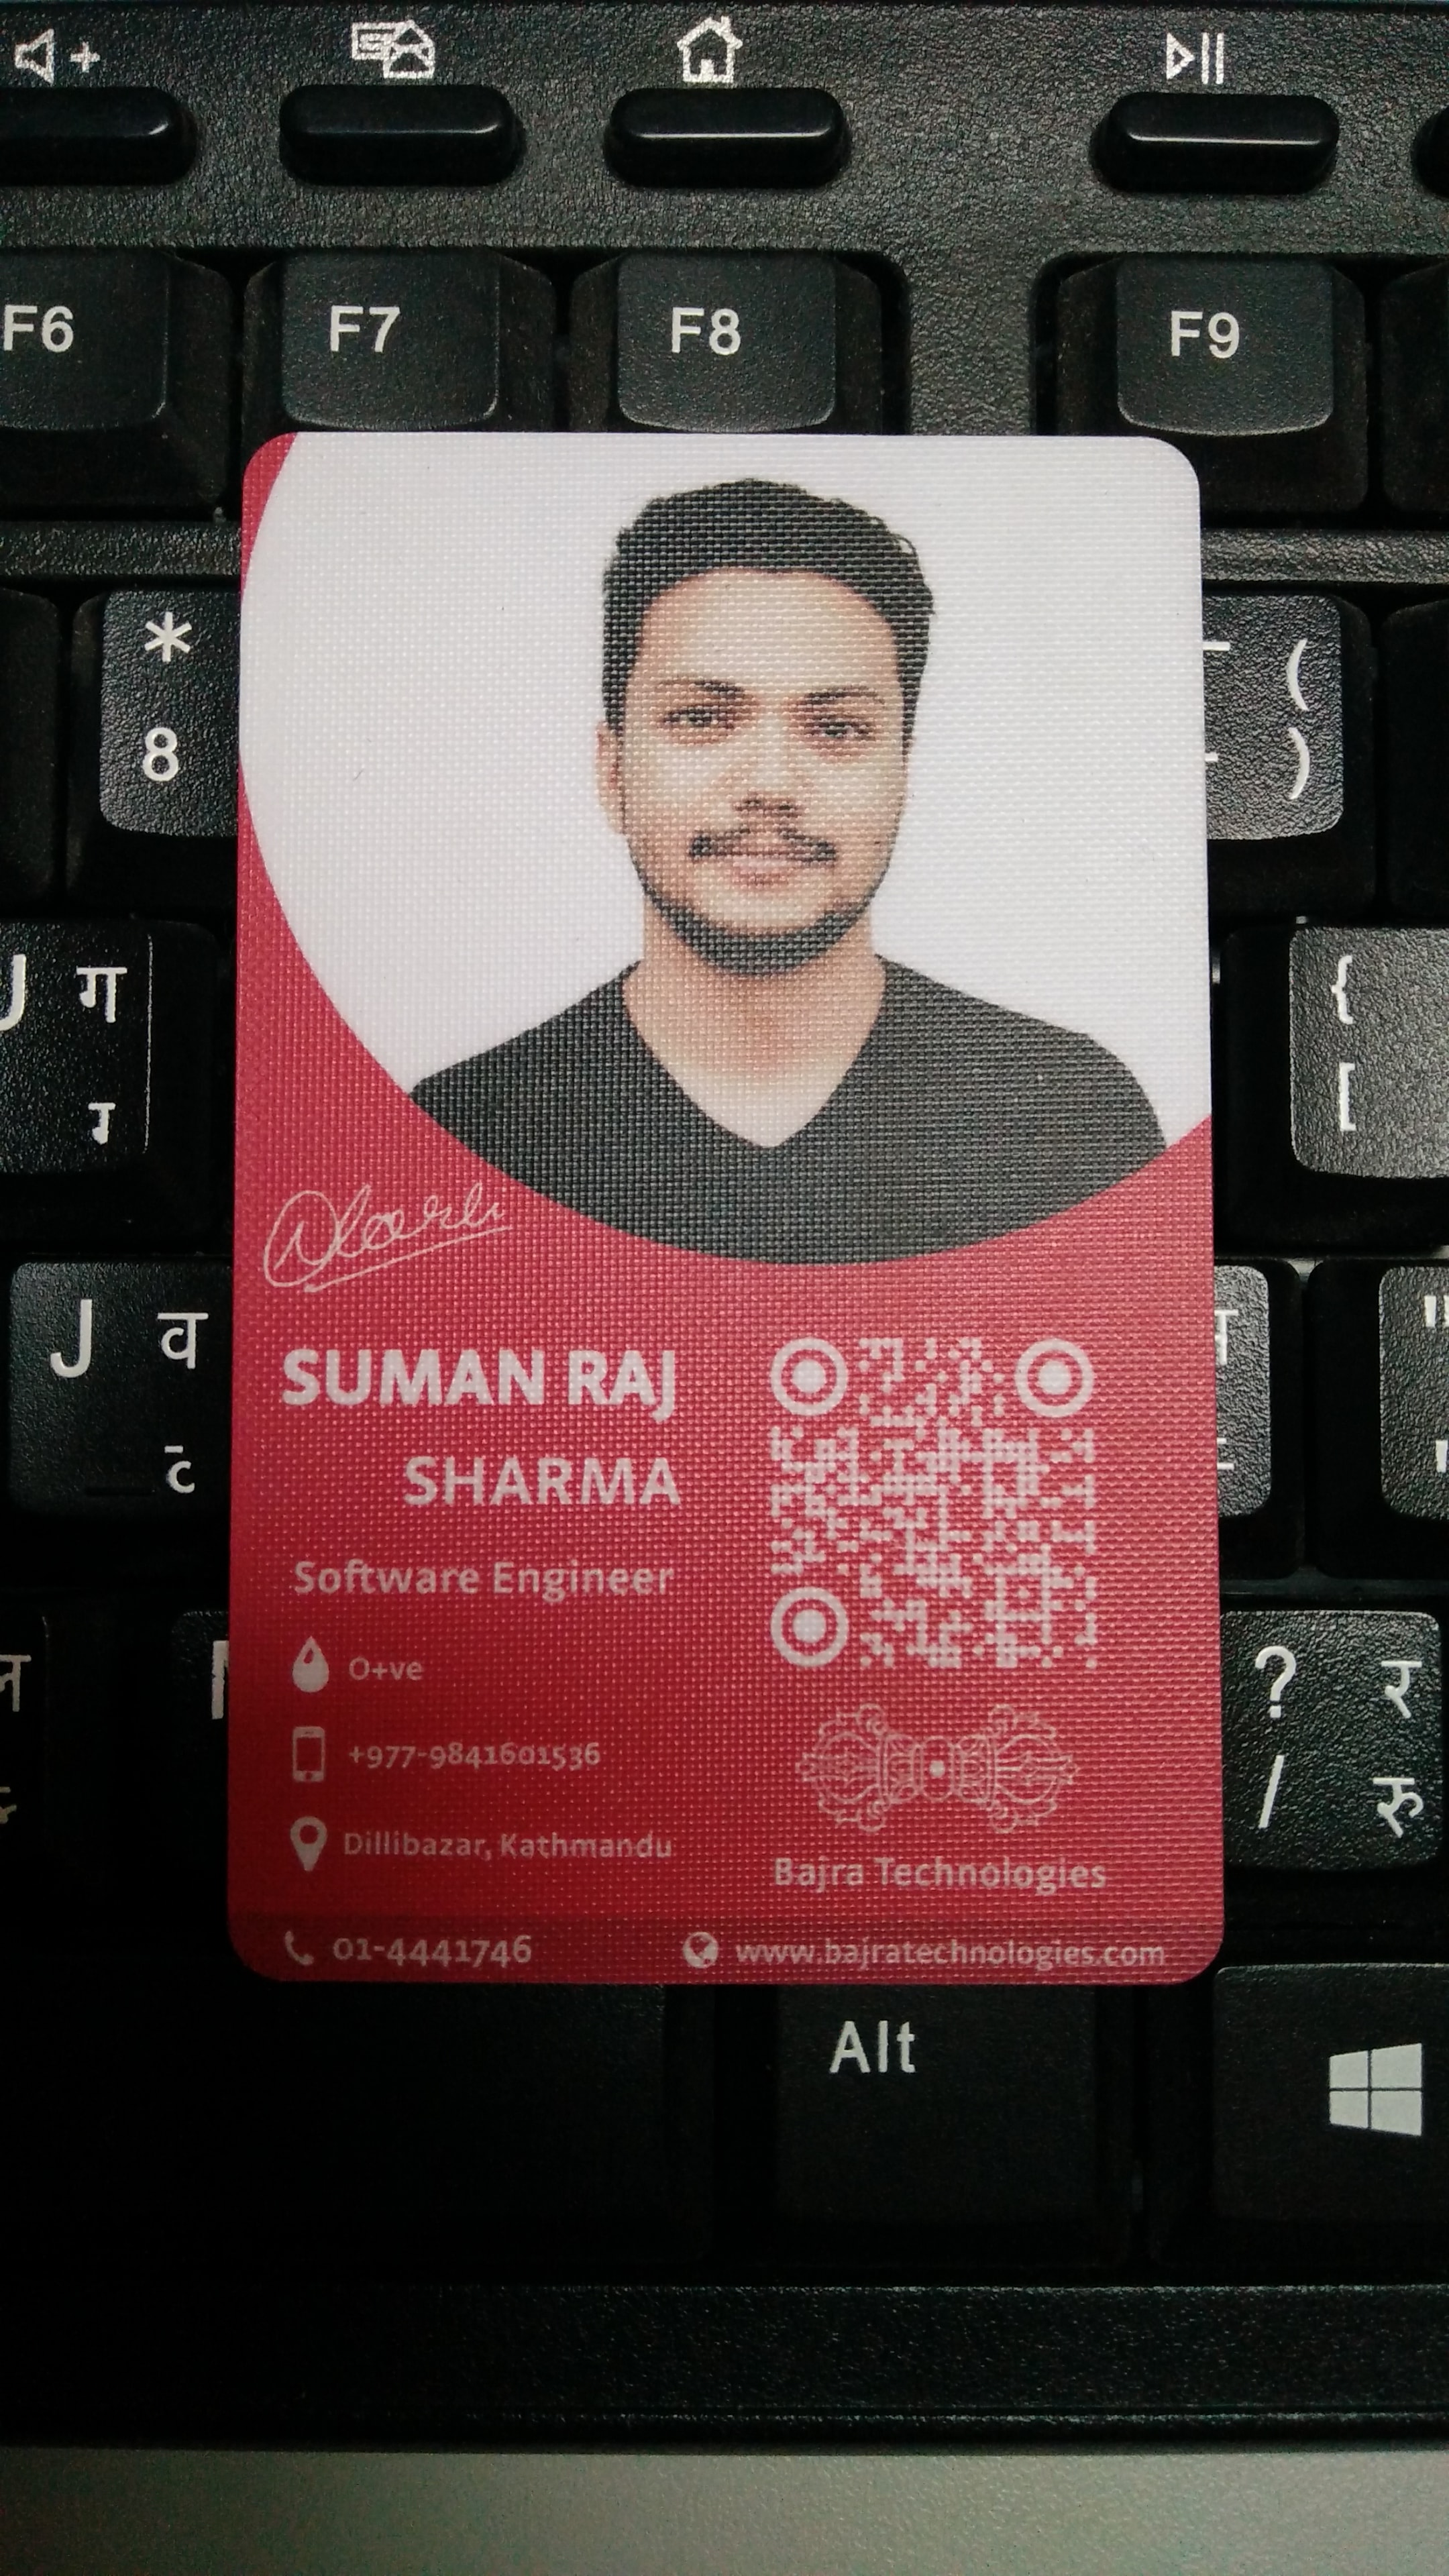 F6
F7
F8
F9
*
8
(
)
ग
{
[
SUMAN RAJ
SHARMA
Software Engineer
O+ve
+977-9841601536
Dillibazar, Kathmandu
Bajra Technologies
01-4441746
www.bajratechnologies.com
J व
?
र
/
रु
Alt